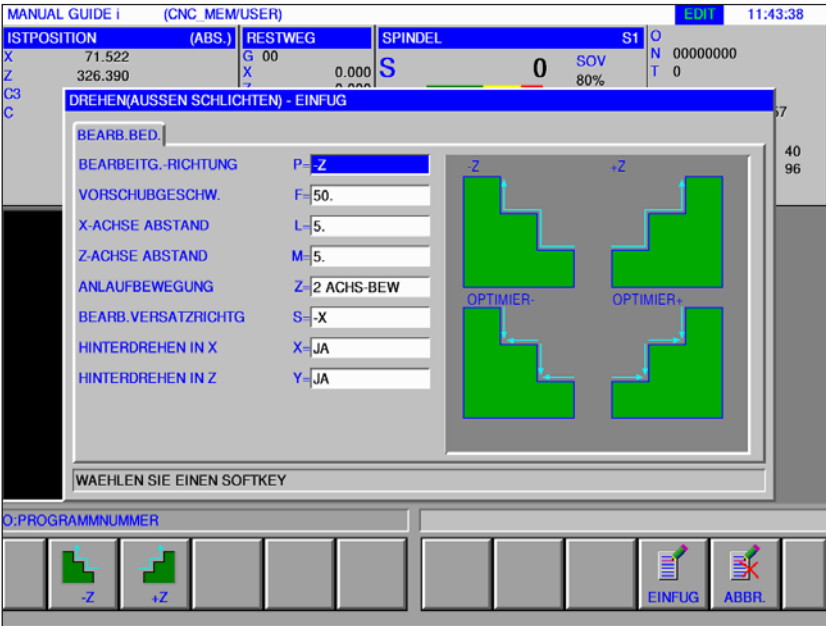 MANUAL GUIDE i (CNC_MEM/USER) EDIT 11:43:38
ISTPOSITION (ABS.) RESTWEG SPINDEL S1 O
X 71.522 G 00 N 00000000
Z 326.390 X 0.000 S 0 SOV 80% T 0
C3
C
DREHEN(AUSSEN SCHLICHTEN) - EINFUG
BEARB.BED.
BEARBEITG.-RICHTUNG P= -Z
VORSCHUBGESCHW. F= 50.
X-ACHSE ABSTAND L= 5.
Z-ACHSE ABSTAND M= 5.
ANLAUFBEWEGUNG Z= 2 ACHS-BEW
BEARB.VERSATZRICHTG S= -X
HINTERDREHEN IN X X= JA
HINTERDREHEN IN Z Y= JA
-Z +Z
OPTIMIER- OPTIMIER+
40
96
WAEHLEN SIE EINEN SOFTKEY
O:PROGRAMMNUMMER
-Z +Z EINFUG ABBR.